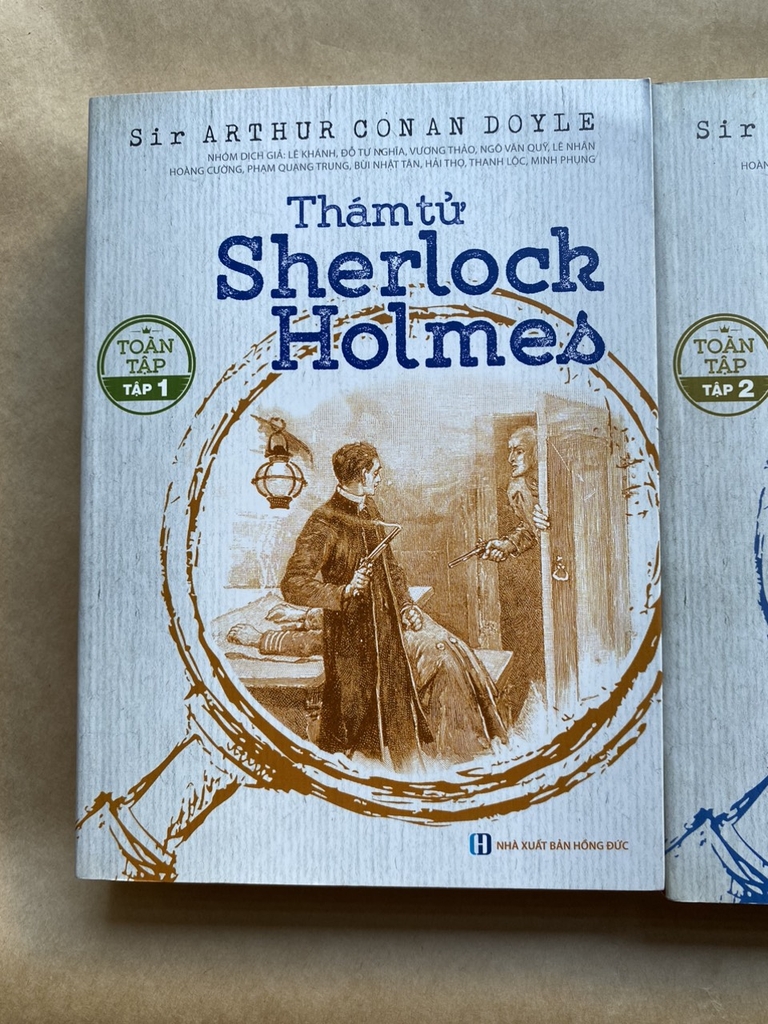 Sir ARTHUR CONAN DOYLE
NHÓM DỊCH GIẢ: LÊ KHÁNH, ĐỖ TƯ NGHĨA, VƯƠNG THẢO, NGÔ VĂN QUỸ, LÊ NHÂN
HOÀNG CƯỜNG, PHẠM QUANG TRUNG, BÙI NHẬT TÂN, HẢI THỌ, THANH LỘC, MINH PHỤNG
Thám tử
Sherlock
Holmes
TOÀN
TẬP
TẬP 1
NHÀ XUẤT BẢN HỒNG ĐỨC
Sir
TOÀN
TẬP
TẬP 2